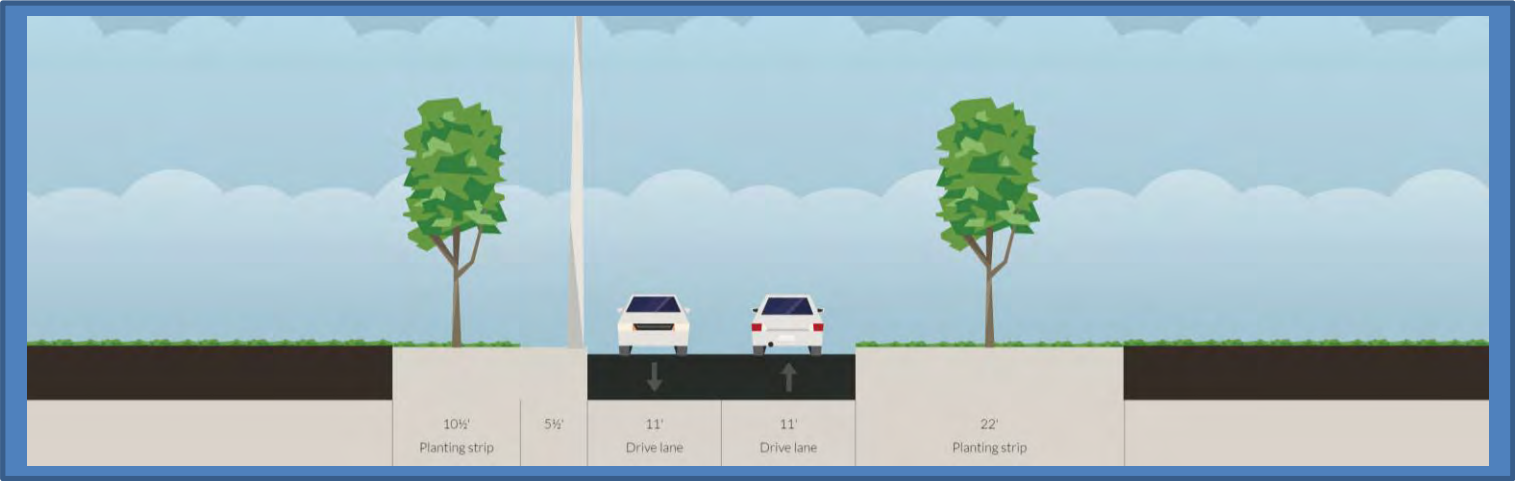 10½'
Planting strip
5½'
11'
Drive lane
11'
Drive lane
22'
Planting strip